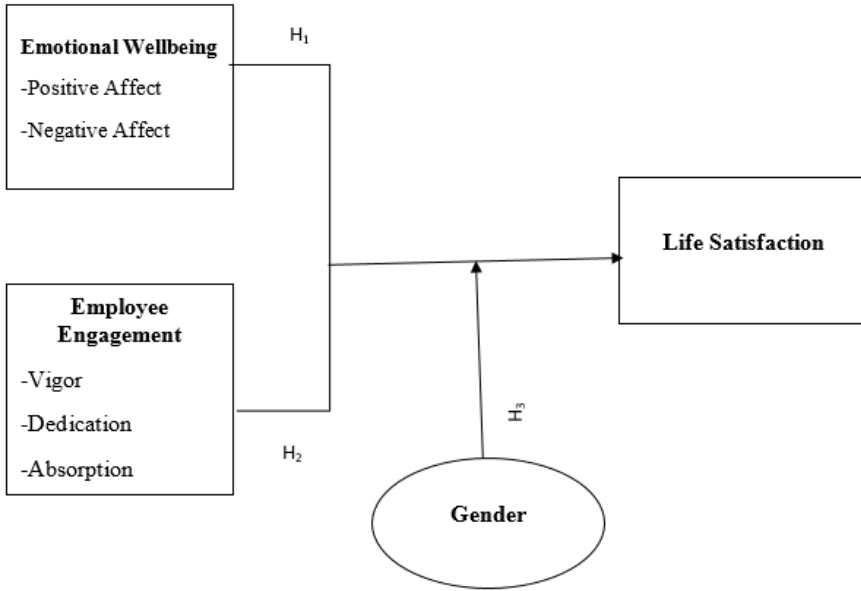 Emotional Wellbeing
-Positive Affect
-Negative Affect
H₁
Life Satisfaction
Employee
Engagement
-Vigor
-Dedication
-Absorption
H₂
H₃
Gender